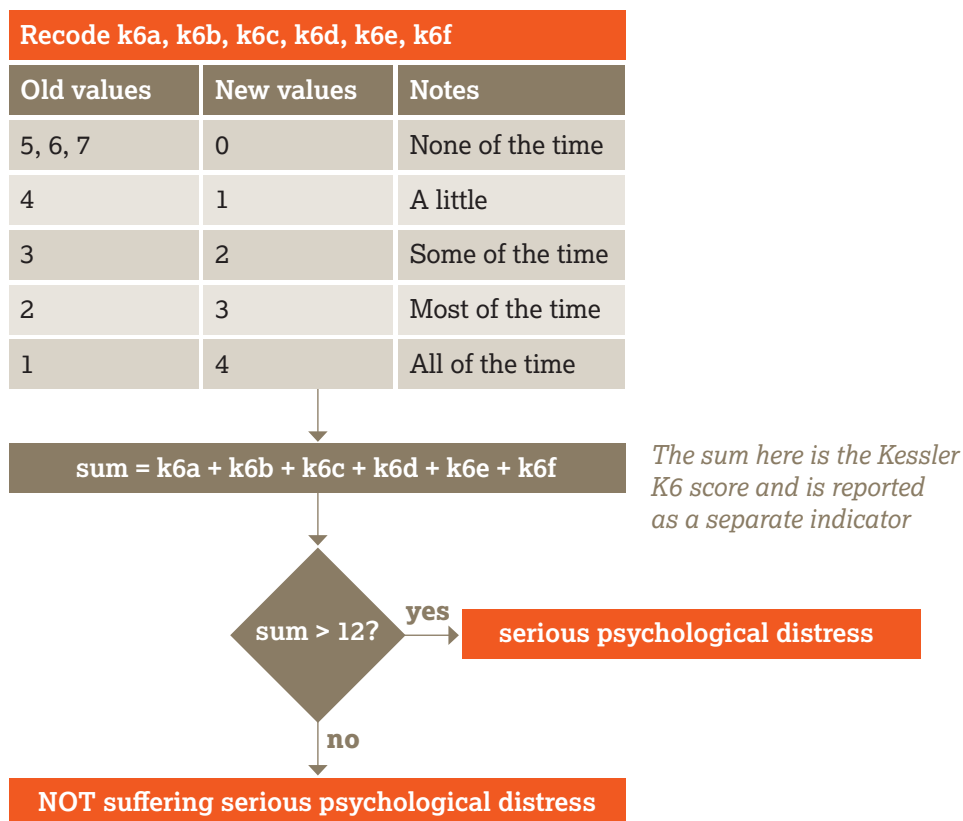 Recode k6a, k6b, k6c, k6d, k6e, k6f
Old values New values Notes
5, 6, 7 0 None of the time
4 1 A little
3 2 Some of the time
2 3 Most of the time
1 4 All of the time
sum = k6a + k6b + k6c + k6d + k6e + k6f
The sum here is the Kessler
K6 score and is reported
as a separate indicator
sum > 12?
yes
serious psychological distress
no
NOT suffering serious psychological distress